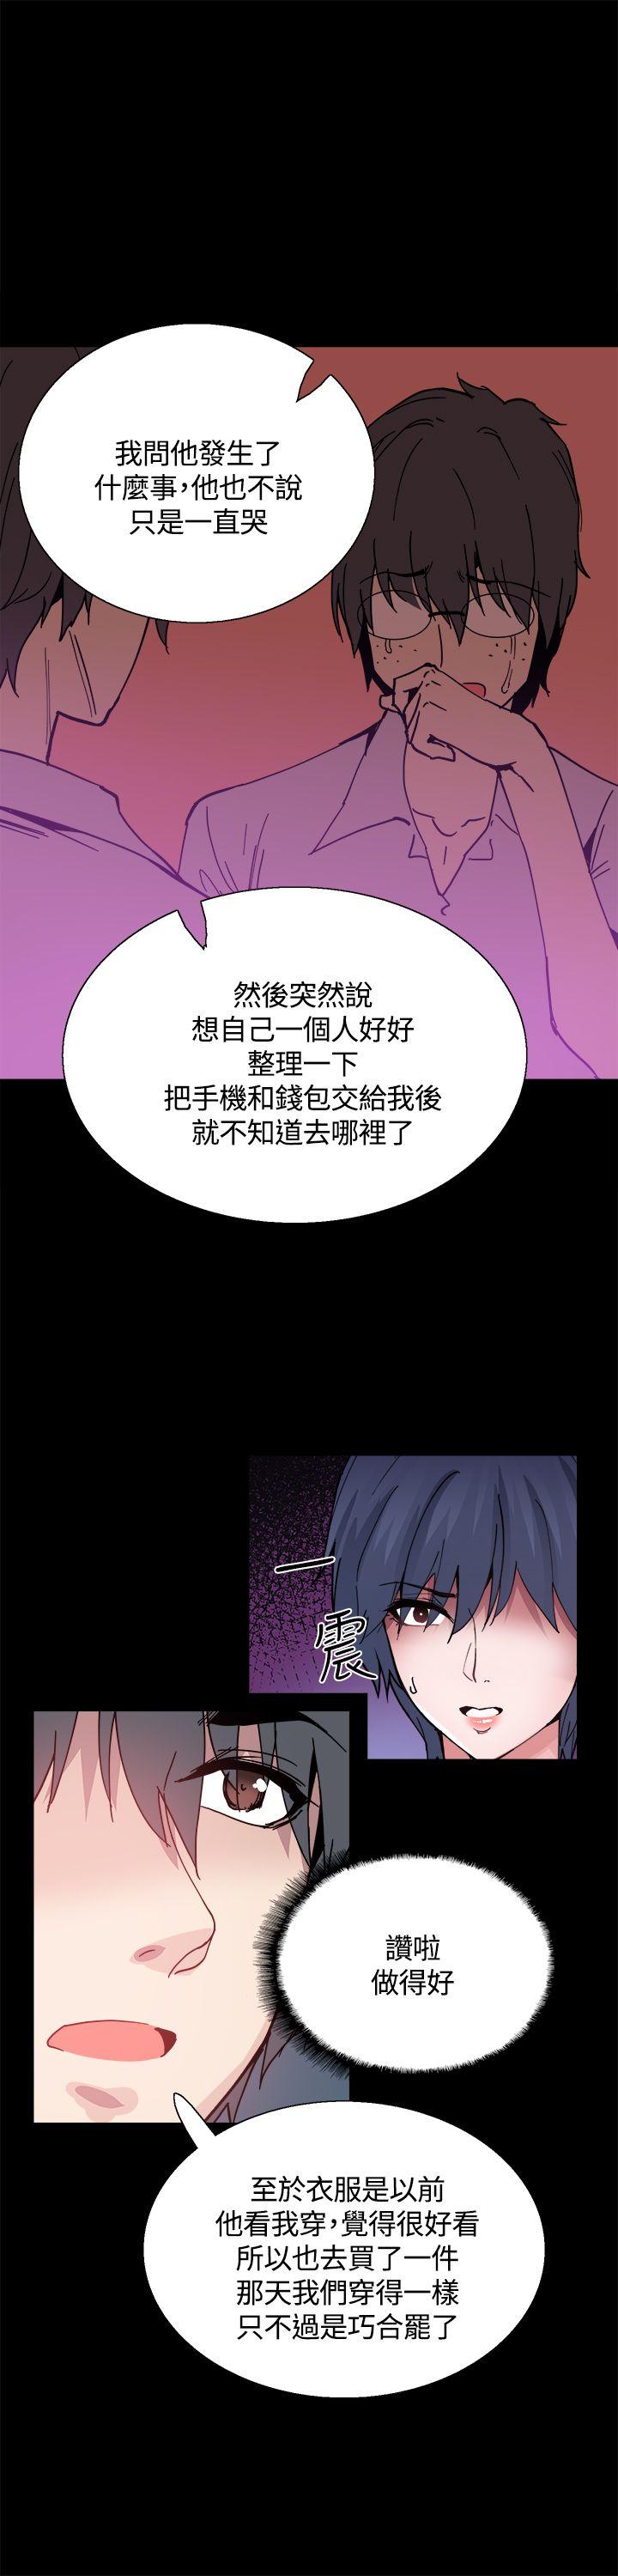 我問他發生了
什麼事,他也不說
只是一直哭
然後突然說
想自己一個人好好
整理一下
把手機和錢包交給我後
就不知道去哪裡了
一震
讚啦
做得好
至於衣服是以前
他看我穿,覺得很好看
所以也去買了一件
那天我們穿得一樣
只不過是巧合罷了